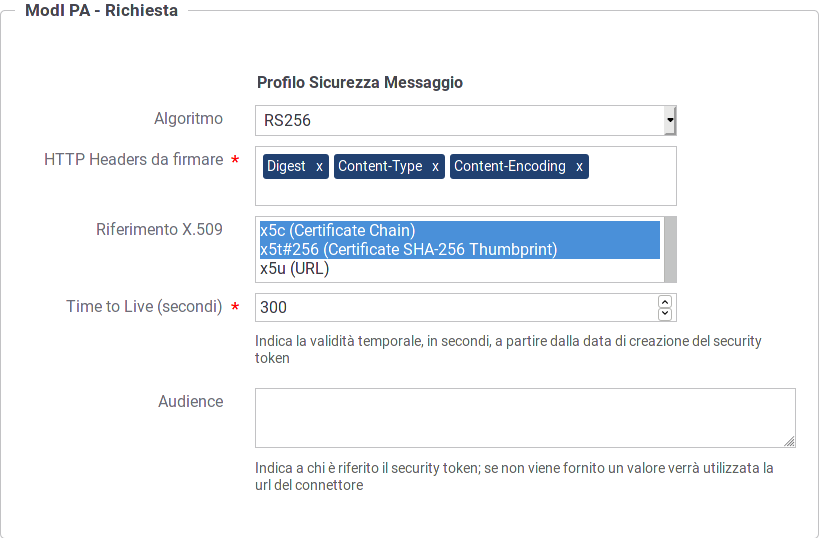 ModI PA - Richiesta
Profilo Sicurezza Messaggio
Algoritmo RS256
HTTP Headers da firmare * Digest x Content-Type x Content-Encoding x
Riferimento X.509 x5c (Certificate Chain)
x5t#256 (Certificate SHA-256 Thumbprint)
x5u (URL)
Time to Live (secondi) * 300
Indica la validità temporale, in secondi, a partire dalla data di creazione del security
token
Audience
Indica a chi è riferito il security token; se non viene fornito un valore verrà utilizzata la
url del connettore